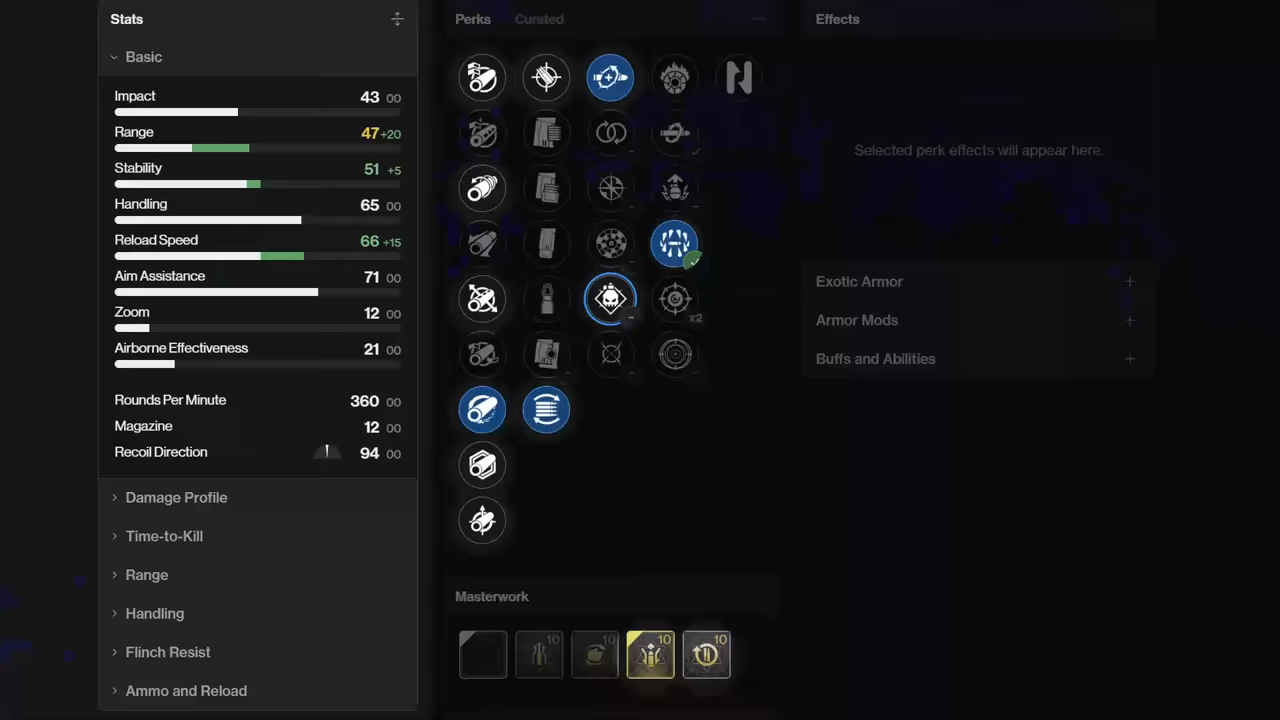 Stats
Basic
Impact 43 00
Range 47 +20
Stability 51 +5
Handling 65 00
Reload Speed 66 +15
Aim Assistance 71 00
Zoom 12 00
Airborne Effectiveness 21 00
Rounds Per Minute 360 00
Magazine 12 00
Recoil Direction 94 00
Damage Profile
Time-to-Kill
Range
Handling
Flinch Resist
Ammo and Reload
Perks Curated
x2
Masterwork
10 10 10 10
Effects
Selected perk effects will appear here.
Exotic Armor
Armor Mods
Buffs and Abilities